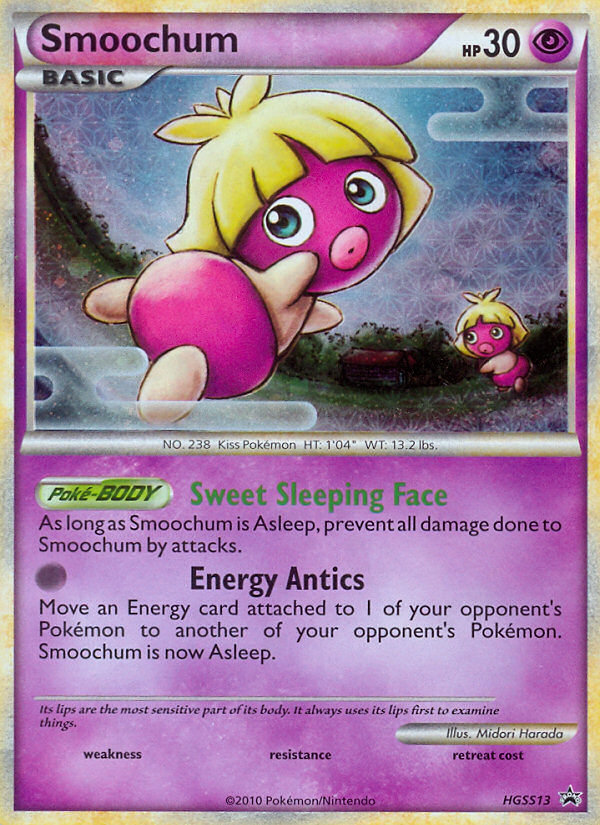 Smoochum
HP 30
BASIC
NO. 238 Kiss Pokémon HT: 1'04" WT: 13.2 lbs.
Poké-BODY Sweet Sleeping Face
As long as Smoochum is Asleep, prevent all damage done to
Smoochum by attacks.
Energy Antics
Move an Energy card attached to 1 of your opponent's
Pokémon to another of your opponent's Pokémon.
Smoochum is now Asleep.
Its lips are the most sensitive part of its body. It always uses its lips first to examine
things.
Illus. Midori Harada
weakness resistance retreat cost
©2010 Pokémon/Nintendo HGSS13
PROMO